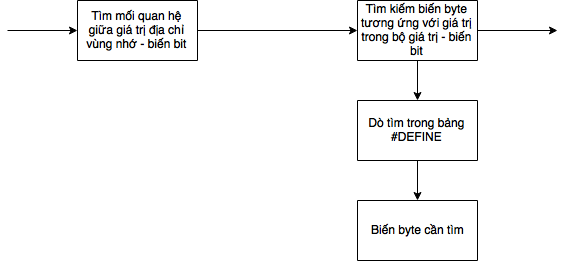 Tìm mối quan hệ
giữa giá trị địa chỉ
vùng nhớ - biến bit
Tìm kiếm biến byte
tương ứng với giá trị
trong bộ giá trị - biến
bit
Dò tìm trong bảng
#DEFINE
Biến byte cần tìm